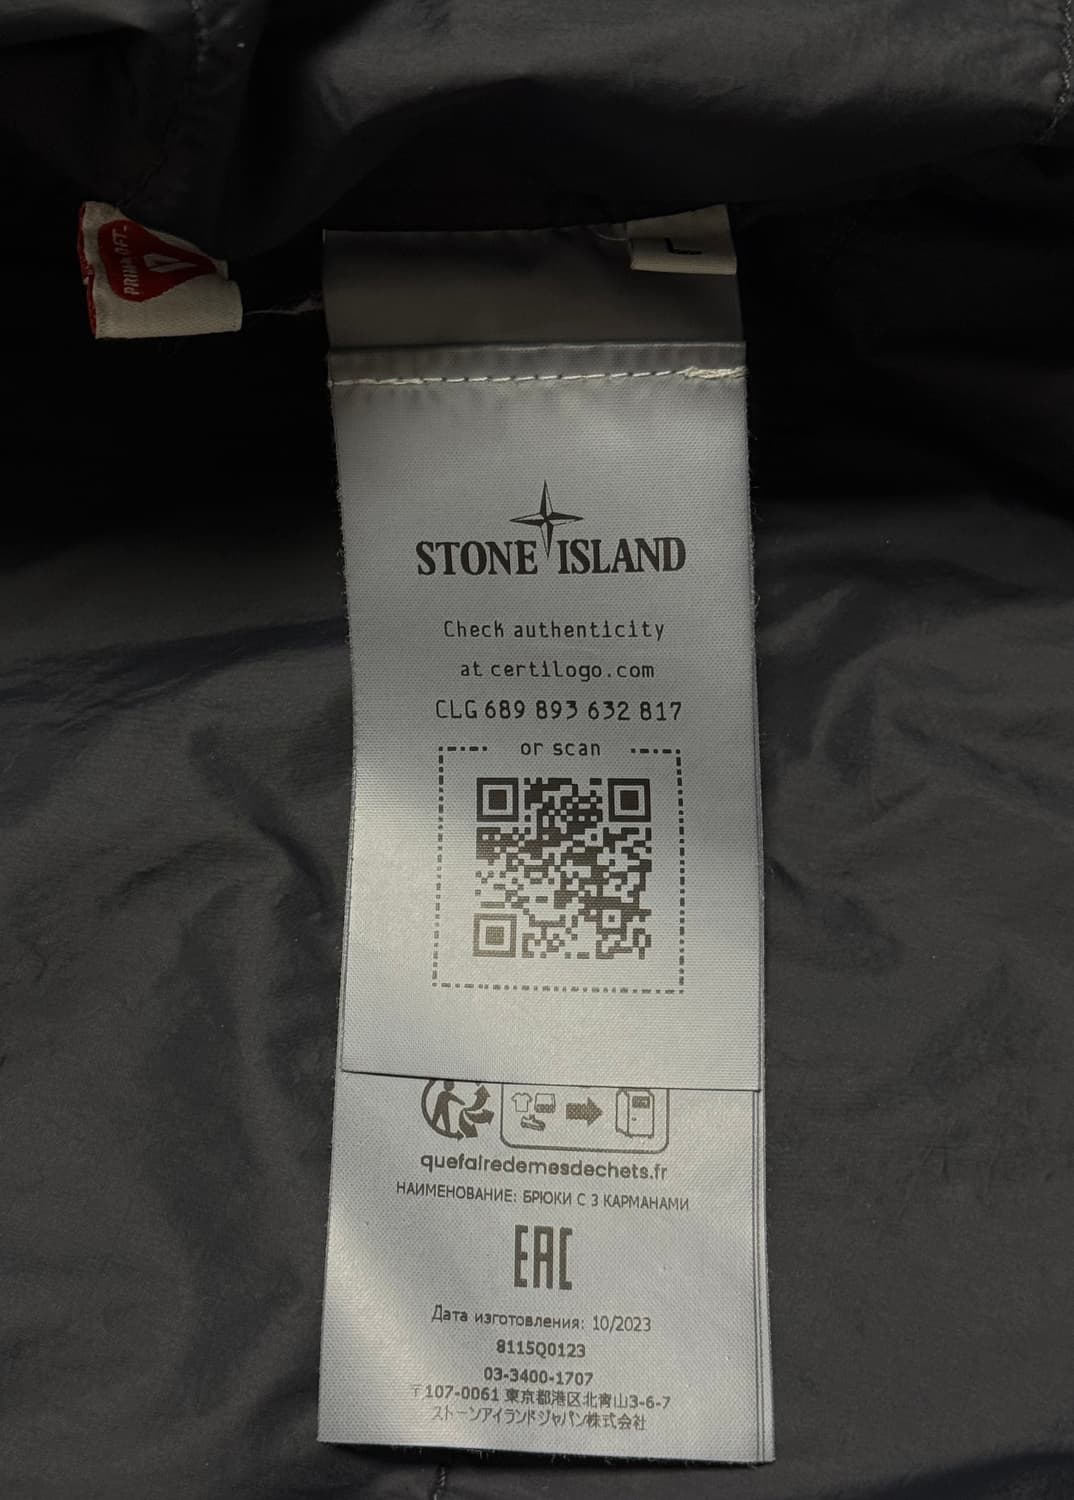 PRIMALOFT
L
STONE ISLAND
Check authenticity
at certilogo.com
CLG 689 893 632 817
or scan
quefairedemesdechets.fr
НАИМЕНОВАНИЕ: БРЮКИ С 3 КАРМАНАМИ
EAC
Дата изготовления: 10/2023
8115Q0123
03-3400-1707
〒107-0061 東京都港区北青山3-6-7
ストーンアイランドジャパン株式会社